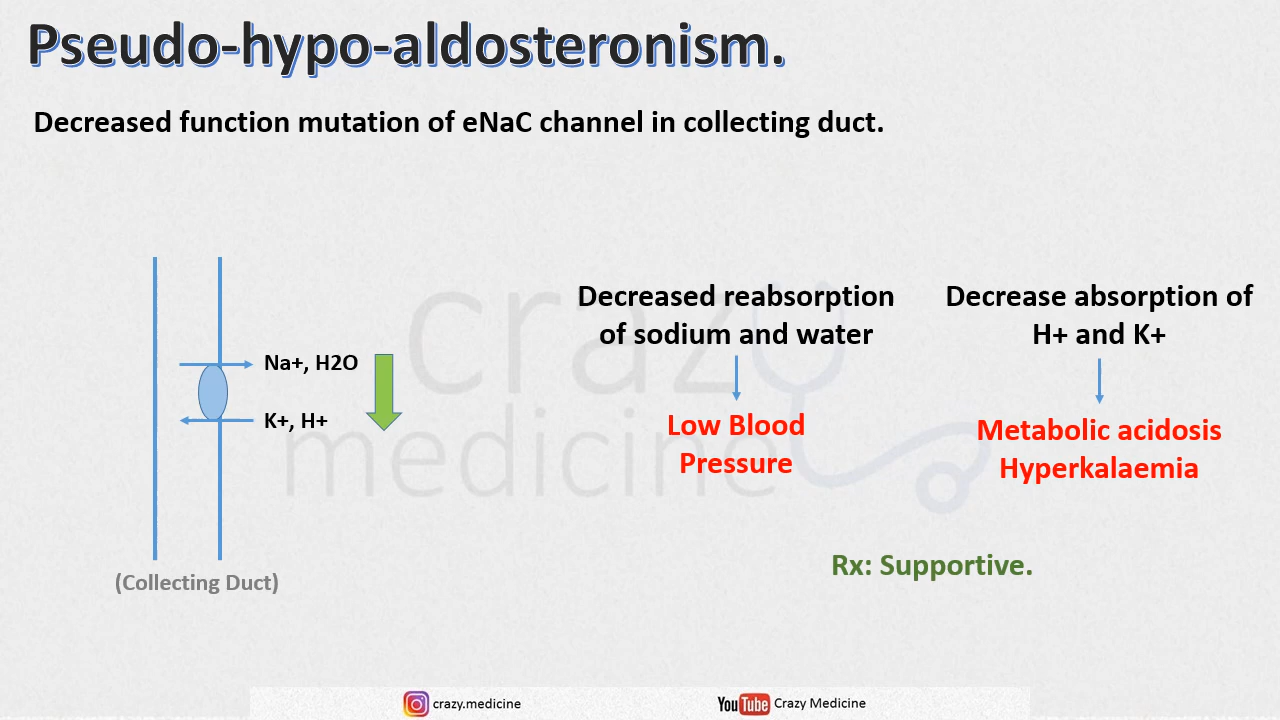 Pseudo-hypo-aldosteronism.
Decreased function mutation of eNaC channel in collecting duct.
crazy
medicine
Decreased reabsorption
of sodium and water
Decrease absorption of
H+ and K+
Na+, H2O
K+, H+
Low Blood
Pressure
Metabolic acidosis
Hyperkalaemia
Rx: Supportive.
(Collecting Duct)
crazy.medicine
YouTube Crazy Medicine